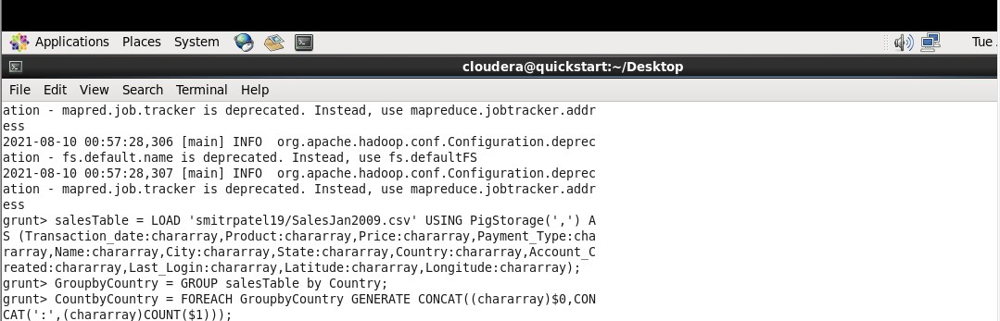 Applications Places System Tue
cloudera@quickstart:~/Desktop
File Edit View Search Terminal Help
ation - mapred.job.tracker is deprecated. Instead, use mapreduce.jobtracker.addr
ess
2021-08-10 00:57:28,306 [main] INFO  org.apache.hadoop.conf.Configuration.deprec
ation - fs.default.name is deprecated. Instead, use fs.defaultFS
2021-08-10 00:57:28,307 [main] INFO  org.apache.hadoop.conf.Configuration.deprec
ation - mapred.job.tracker is deprecated. Instead, use mapreduce.jobtracker.addr
ess
grunt> salesTable = LOAD 'smitrpatel19/SalesJan2009.csv' USING PigStorage(',') A
S (Transaction_date:chararray,Product:chararray,Price:chararray,Payment_Type:cha
rarray,Name:chararray,City:chararray,State:chararray,Country:chararray,Account_C
reated:chararray,Last_Login:chararray,Latitude:chararray,Longitude:chararray);
grunt> GroupbyCountry = GROUP salesTable by Country;
grunt> CountbyCountry = FOREACH GroupbyCountry GENERATE CONCAT((chararray)$0,CON
CAT(':',(chararray)COUNT($1)));